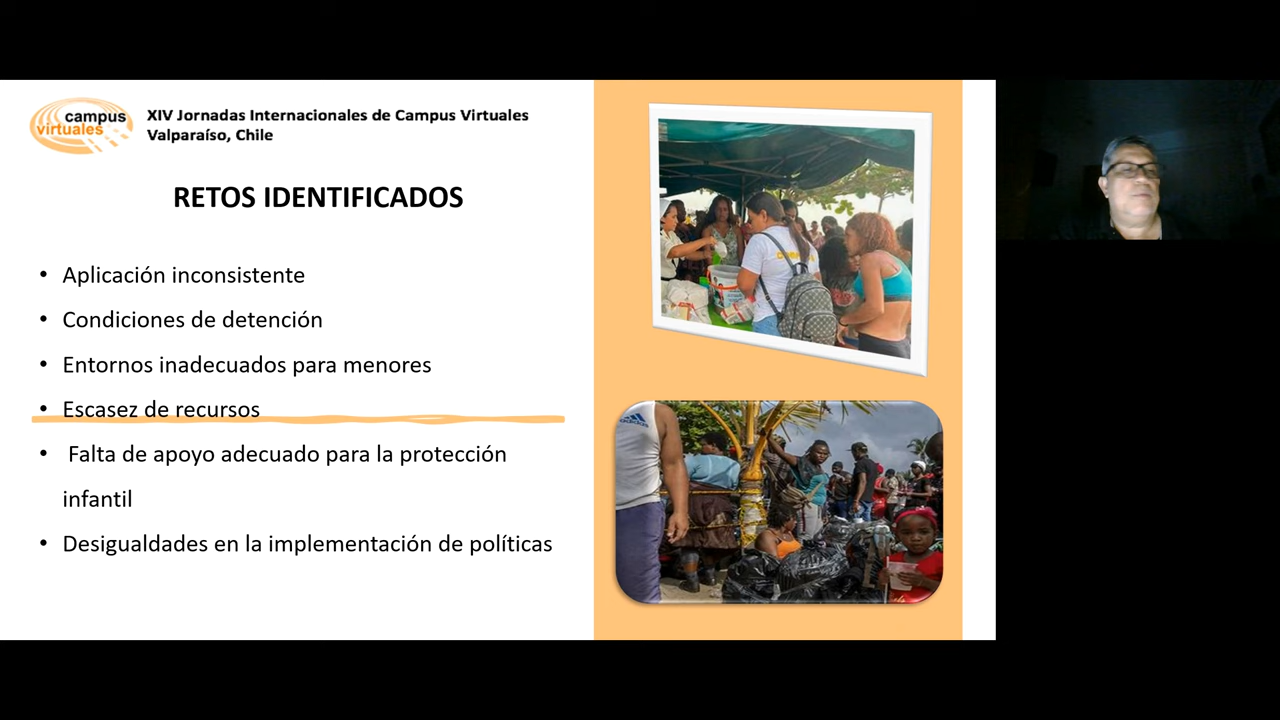 campus
virtuales
XIV Jornadas Internacionales de Campus Virtuales
Valparaíso, Chile
RETOS IDENTIFICADOS
• Aplicación inconsistente
• Condiciones de detención
• Entornos inadecuados para menores
• Escasez de recursos
• Falta de apoyo adecuado para la protección
infantil
• Desigualdades en la implementación de políticas
adidas